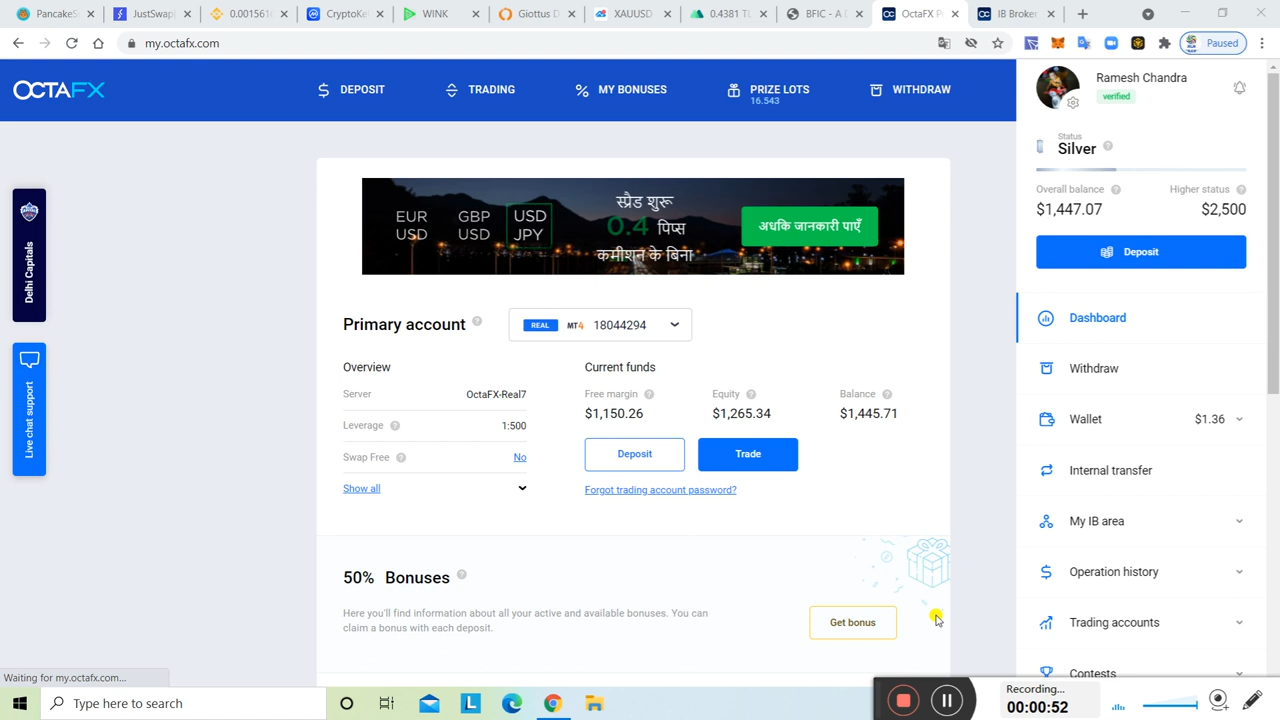 PancakeS
JustSwap
0.001561
CryptoKe
WINK
Giottus D
XAUUSD
0.4381 TL
BFIC - A D
OctaFX P
IB Broker
my.octafx.com
Paused
OCTAFX
DEPOSIT
TRADING
MY BONUSES
PRIZE LOTS
16.543
WITHDRAW
Ramesh Chandra
verified
Status
Silver
Overall balance
Higher status
$1,447.07
$2,500
Deposit
Dashboard
Withdraw
Wallet
$1.36
Internal transfer
My IB area
Operation history
Trading accounts
Contests
Delhi Capitals
Live chat support
EUR
USD
GBP
USD
USD
JPY
स्प्रैड शुरू
0.4 पिप्स
कमीशन के बिना
अधकि जानकारी पाएँ
Primary account
REAL MT4 18044294
Overview
Server OctaFX-Real7
Leverage 1:500
Swap Free No
Show all
Current funds
Free margin
Equity
Balance
$1,150.26
$1,265.34
$1,445.71
Deposit
Trade
Forgot trading account password?
50% Bonuses
Here you'll find information about all your active and available bonuses. You can
claim a bonus with each deposit.
Get bonus
Waiting for my.octafx.com...
Type here to search
Recording...
00:00:52